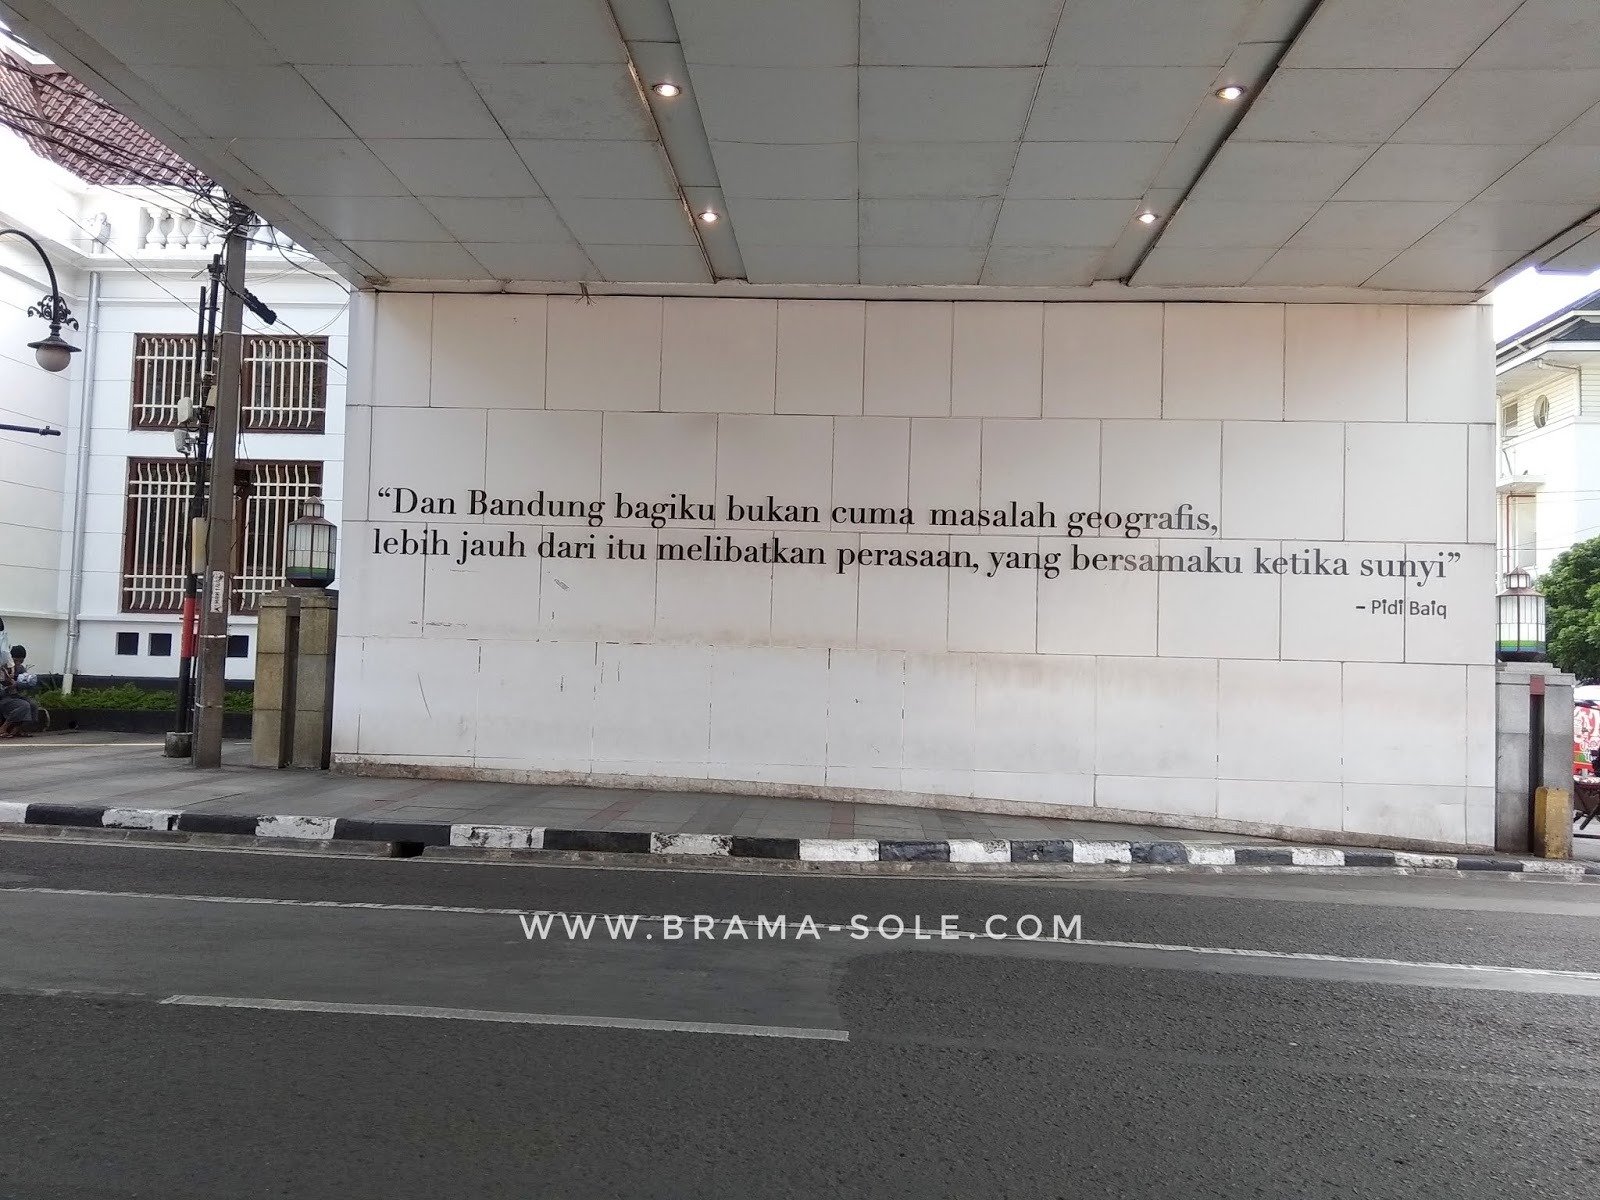 “Dan Bandung bagiku bukan cuma masalah geografis,
lebih jauh dari itu melibatkan perasaan, yang bersamaku ketika sunyi”
- Pidi Baiq
WWW.BRAMA-SOLE.COM